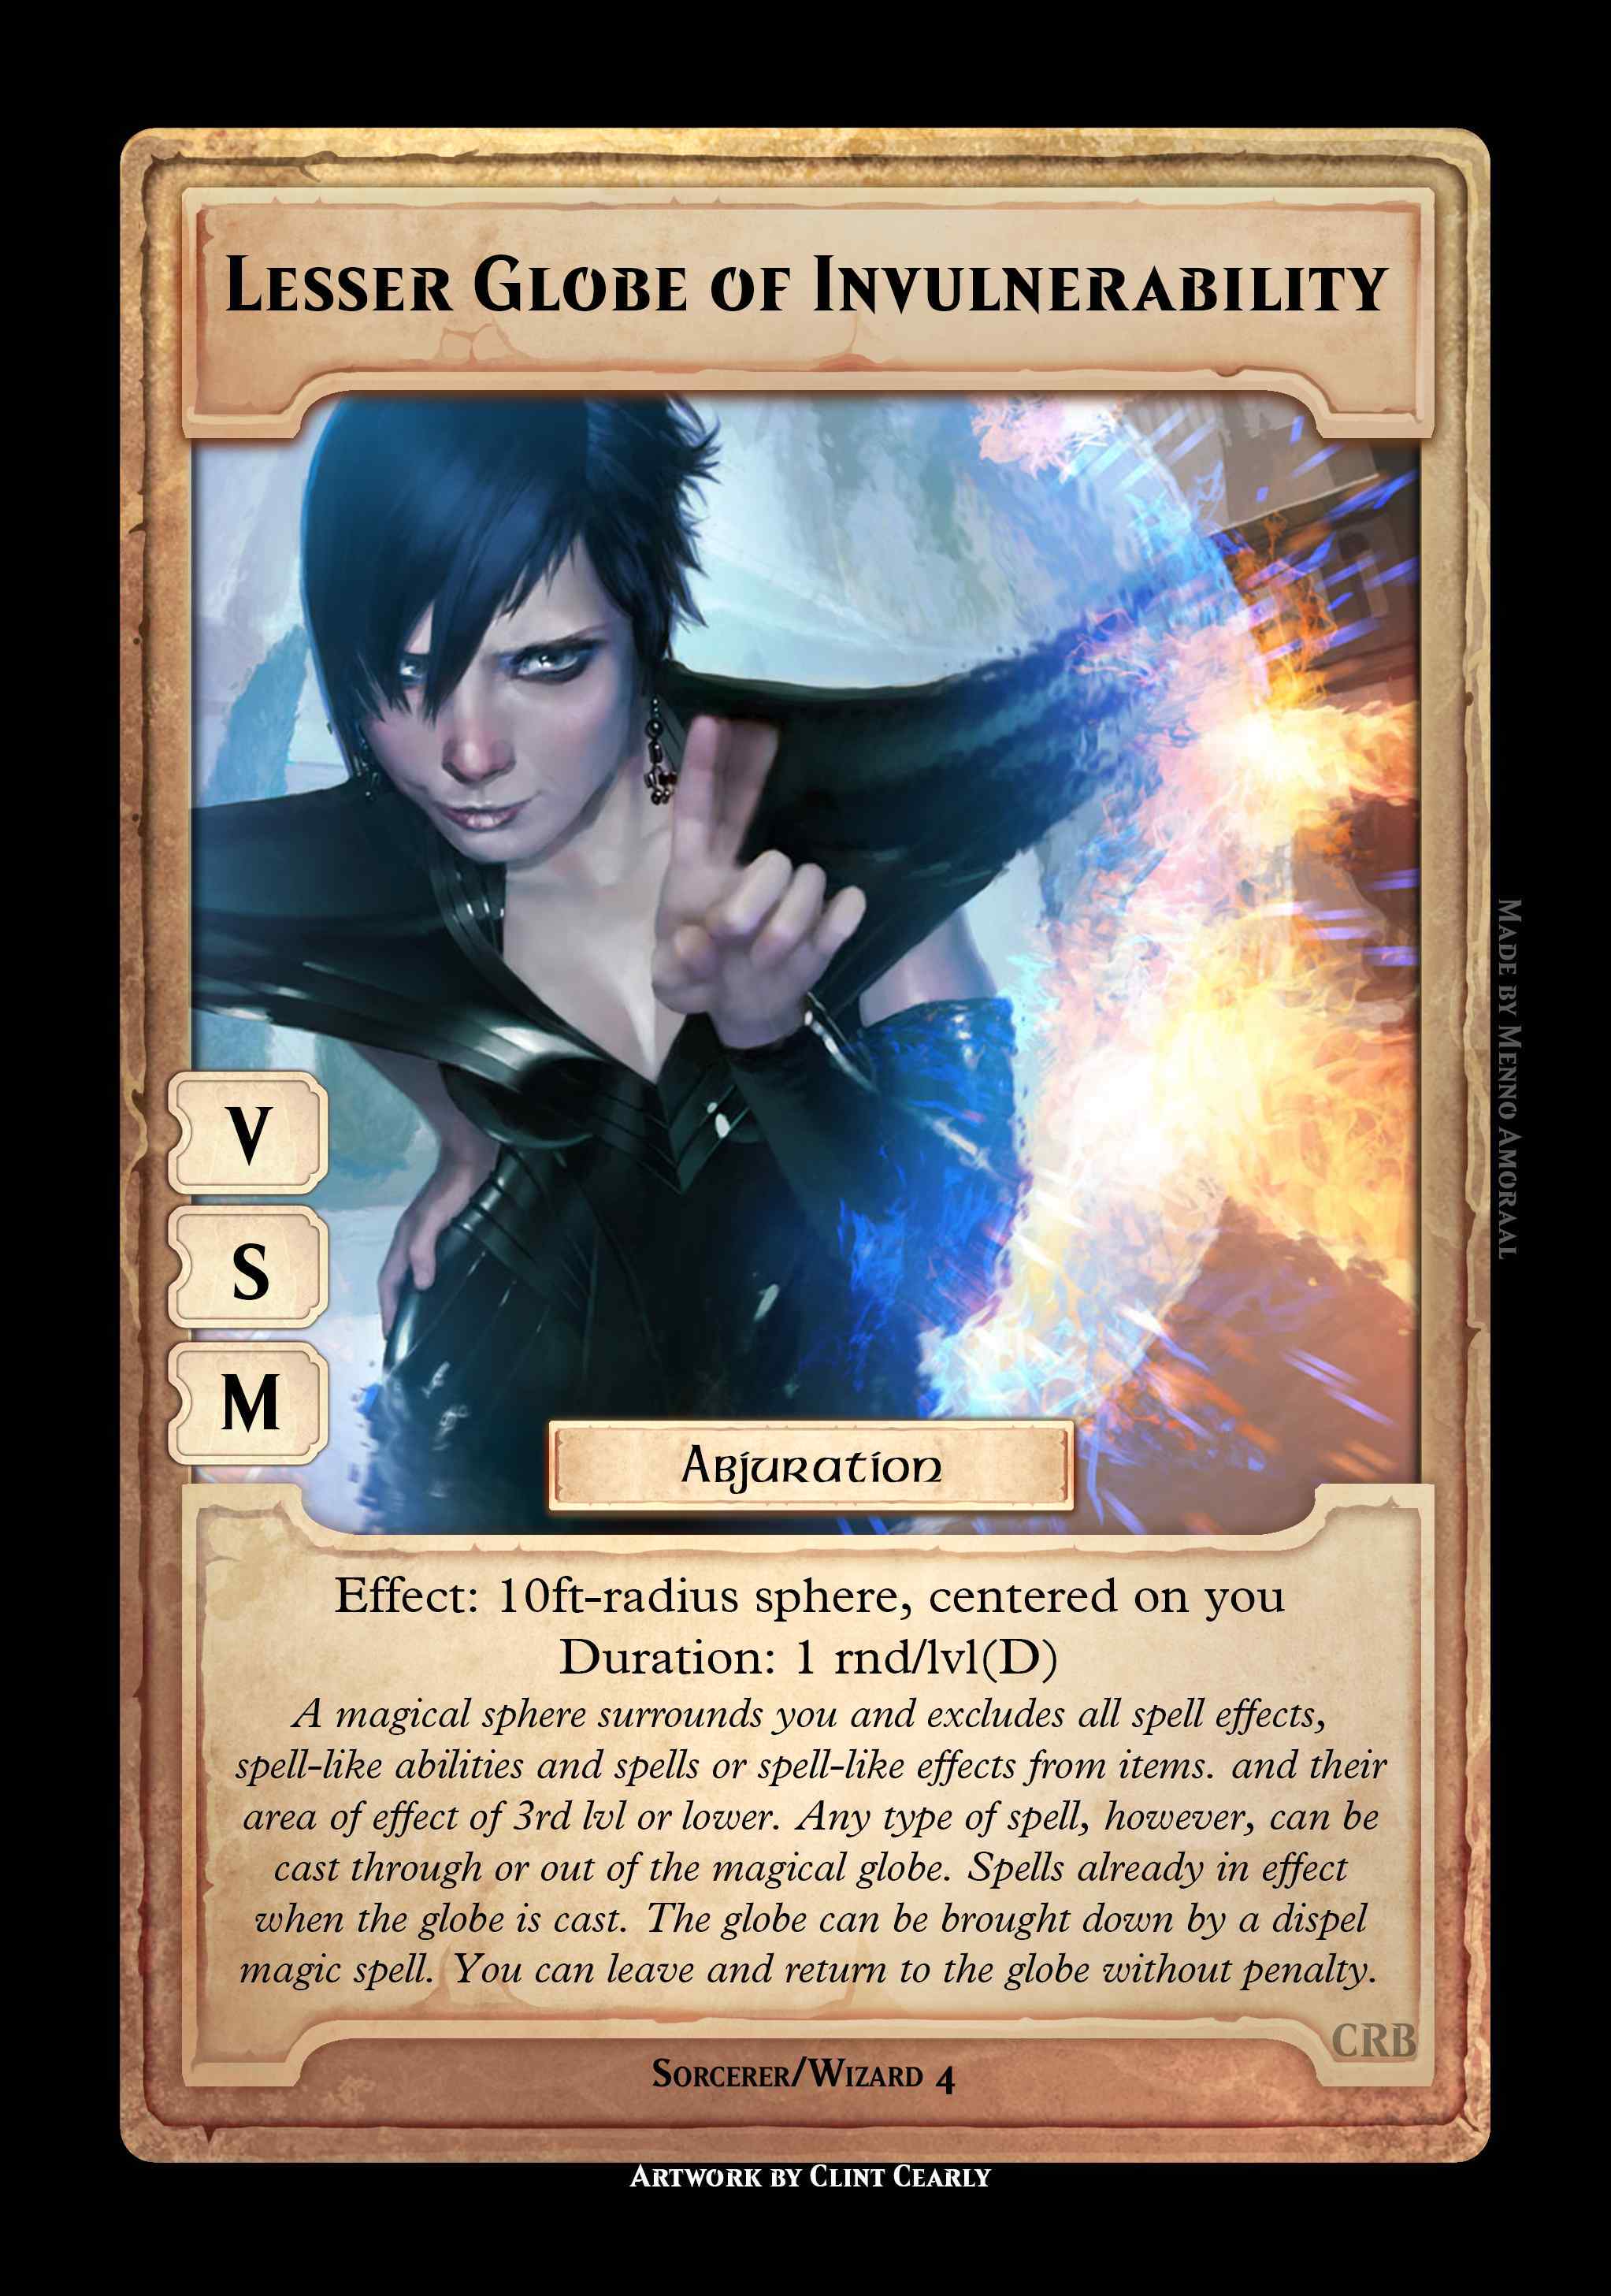 Lesser Globe of Invulnerability
V
S
M
Abjuration
Effect: 10ft-radius sphere, centered on you
Duration: 1 rnd/lvl(D)
A magical sphere surrounds you and excludes all spell effects,
spell-like abilities and spells or spell-like effects from items. and their
area of effect of 3rd lvl or lower. Any type of spell, however, can be
cast through or out of the magical globe. Spells already in effect
when the globe is cast. The globe can be brought down by a dispel
magic spell. You can leave and return to the globe without penalty.
CRB
Sorcerer/Wizard 4
Artwork by Clint Cearly
Made by Menno Amoraal